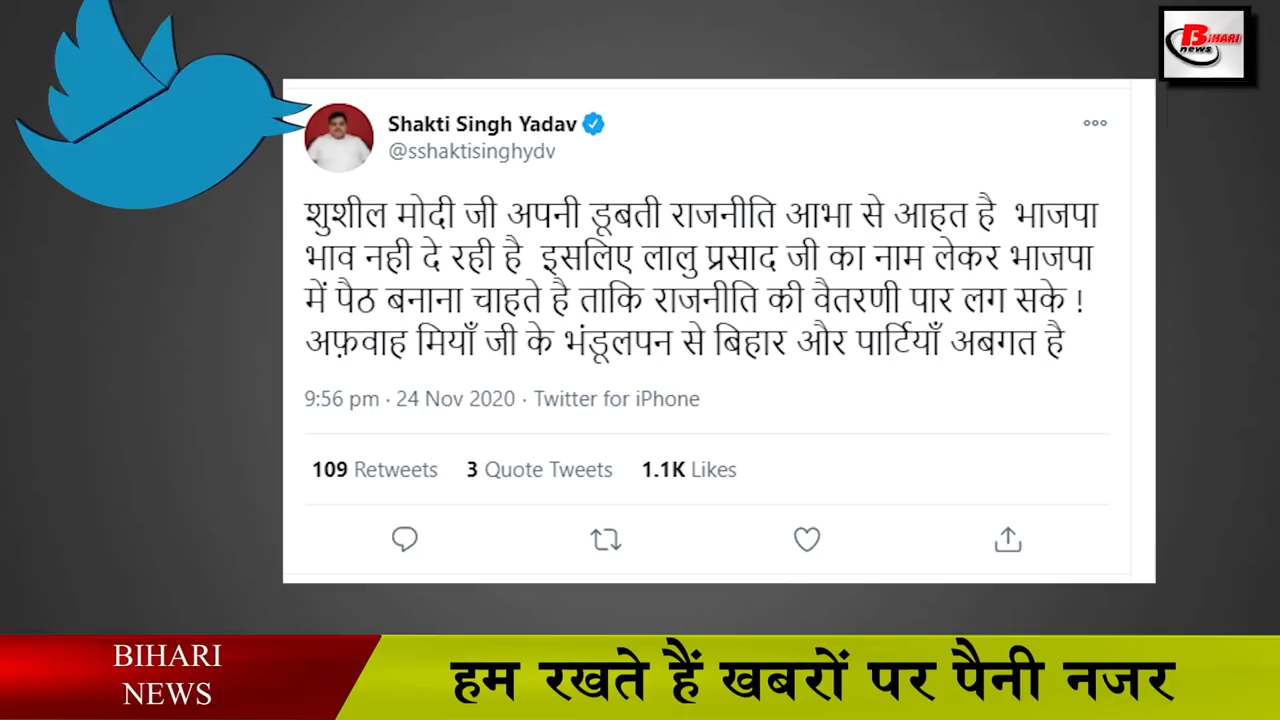 BIHARI
news
Shakti Singh Yadav
@sshaktisinghydv
शुशील मोदी जी अपनी डूबती राजनीति आभा से आहत है भाजपा
भाव नही दे रही है इसलिए लालु प्रसाद जी का नाम लेकर भाजपा
में पैठ बनाना चाहते है ताकि राजनीति की वैतरणी पार लग सके !
अफ़वाह मियाँ जी के भंडूलपन से बिहार और पार्टियाँ अबगत है
9:56 pm · 24 Nov 2020 · Twitter for iPhone
109 Retweets 3 Quote Tweets 1.1K Likes
BIHARI
NEWS
हम रखते हैं खबरों पर पैनी नजर